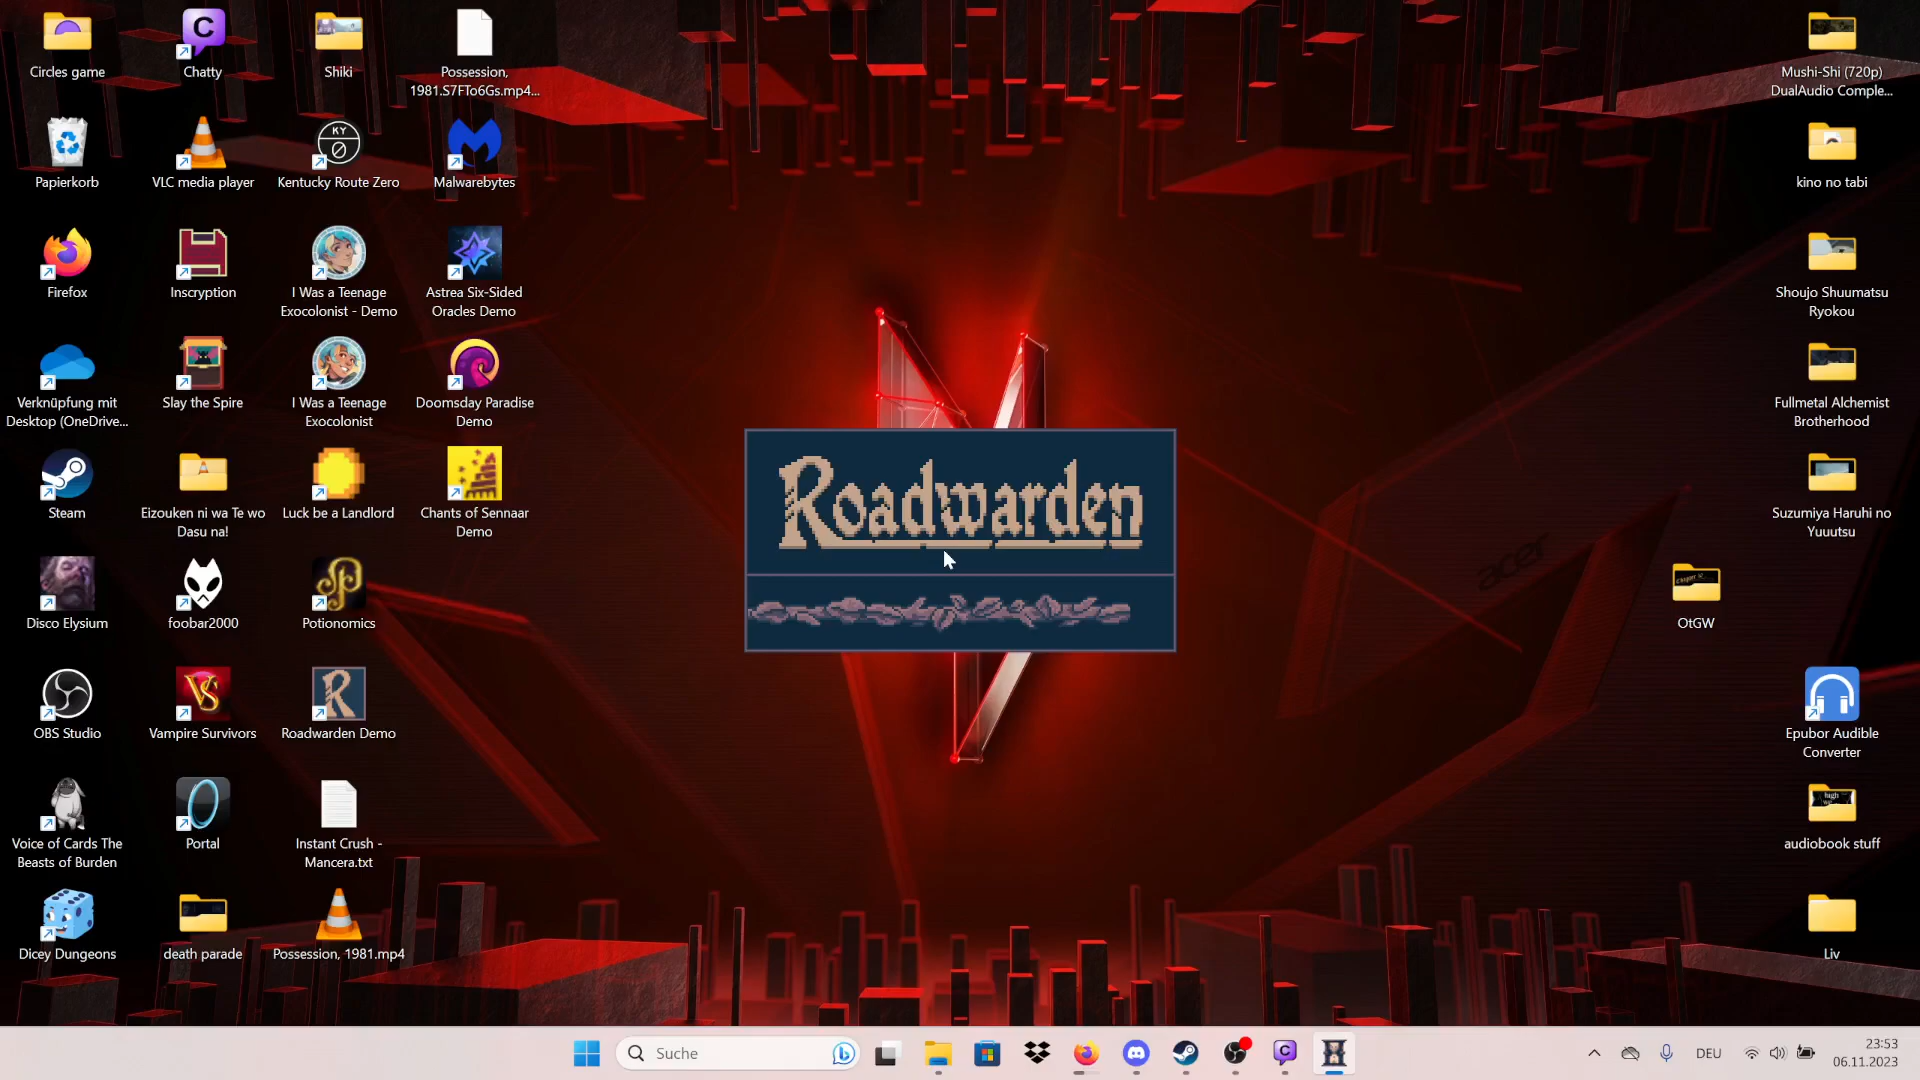 Circles game
Chatty
Shiki
Possession,
1981.S7FTo6Gs.mp4...
Mushi-Shi (720p)
DualAudio Comple...
Papierkorb
VLC media player
KY
Kentucky Route Zero
Malwarebytes
kino no tabi
Firefox
Inscryption
I Was a Teenage
Exocolonist - Demo
Astrea Six-Sided
Oracles Demo
Shoujo Shuumatsu
Ryokou
Verknüpfung mit
Desktop (OneDrive...
Slay the Spire
I Was a Teenage
Exocolonist
Doomsday Paradise
Demo
Fullmetal Alchemist
Brotherhood
Steam
Eizouken ni wa Te wo
Dasu na!
Luck be a Landlord
Chants of Sennaar
Demo
Roadwarden
Suzumiya Haruhi no
Yuuutsu
acer
Disco Elysium
foobar2000
Potionomics
OtGW
OBS Studio
Vampire Survivors
Roadwarden Demo
Epubor Audible
Converter
Voice of Cards The
Beasts of Burden
Portal
Instant Crush -
Mancera.txt
audiobook stuff
Dicey Dungeons
death parade
Possession, 1981.mp4
Liv
Suche
DEU
23:53
06.11.2023